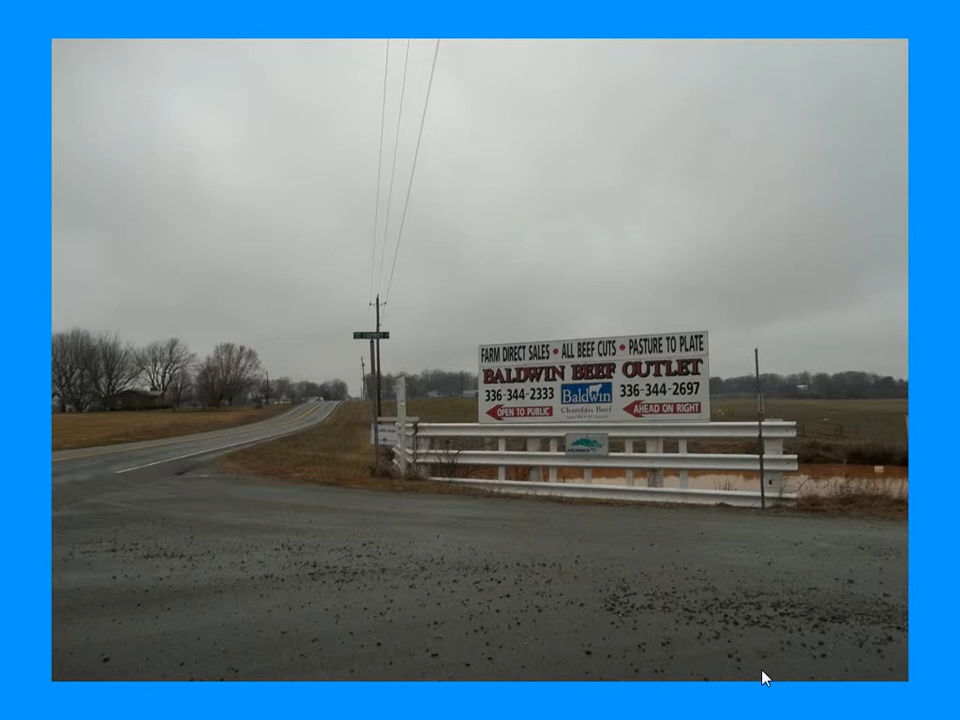 FARM DIRECT SALES • ALL BEEF CUTS • PASTURE TO PLATE
BALDWIN BEEF OUTLET
336-344-2333 BaldWin 336-344-2697
OPEN TO PUBLIC Charolais Beef AHEAD ON RIGHT